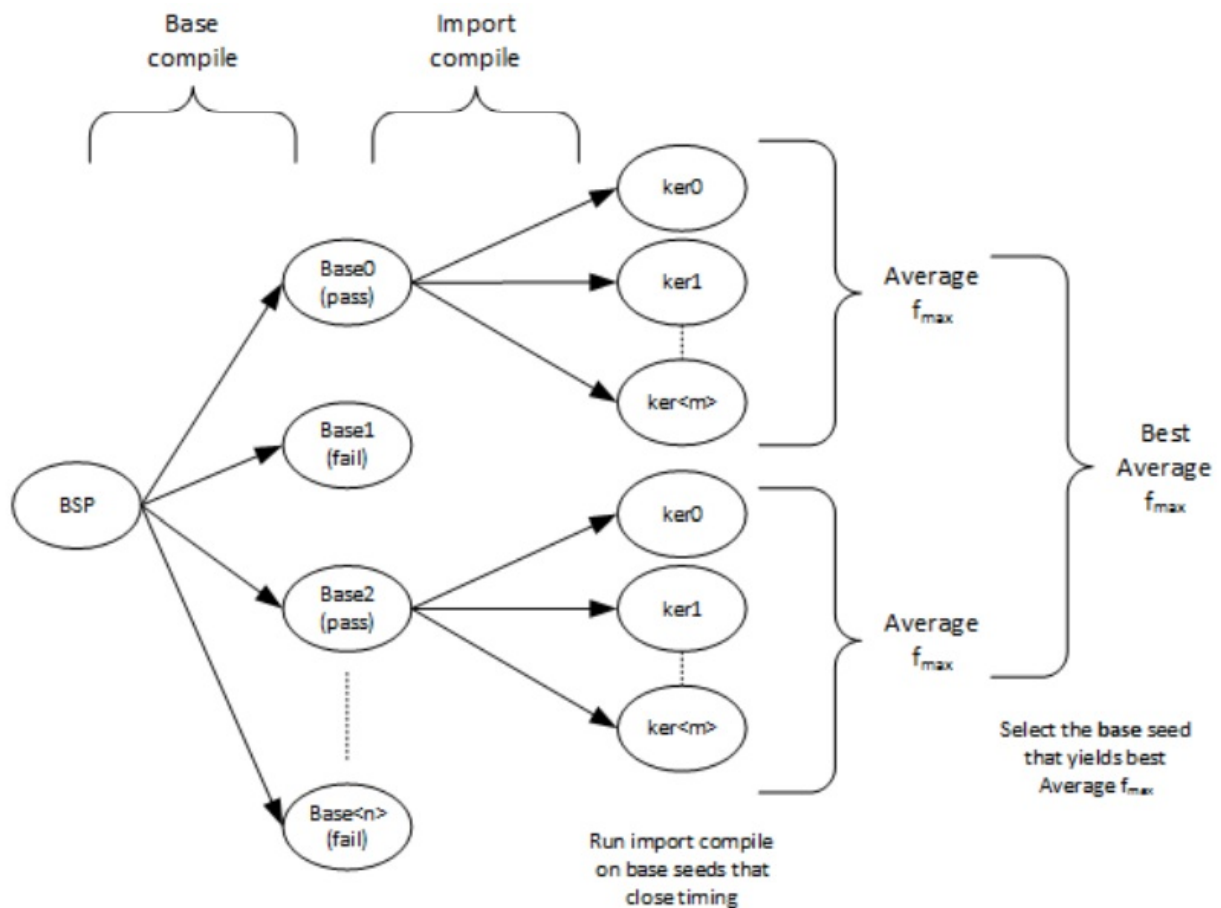 Base
compile
Import
compile
ker0
Base0
(pass)
ker1
Average
fmax
ker<m>
Base1
(fail)
Best
Average
fmax
BSP
ker0
Base2
(pass)
ker1
Average
fmax
ker<m>
Select the base seed
that yields best
Average fmax
Base<n>
(fail)
Run import compile
on base seeds that
close timing